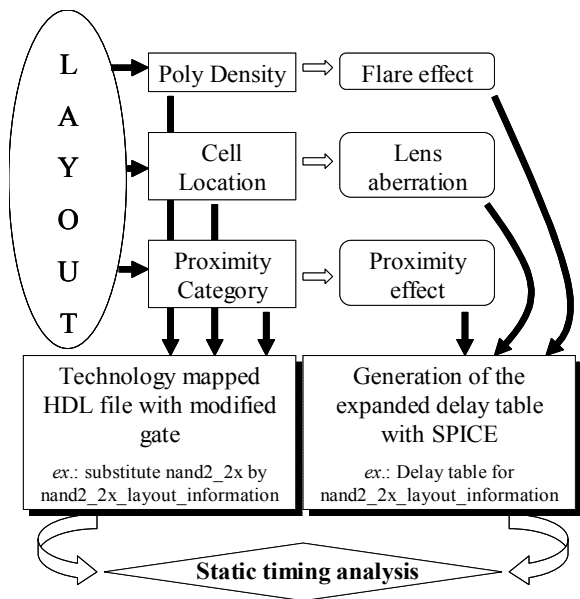 L
A
Y
O
U
T
Poly Density
Flare effect
Cell
Location
Lens
aberration
Proximity
Category
Proximity
effect
Technology mapped
HDL file with modified
gate
ex.: substitute nand2_2x by
nand2_2x_layout_information
Generation of the
expanded delay table
with SPICE
ex.: Delay table for
nand2_2x_layout_information
Static timing analysis